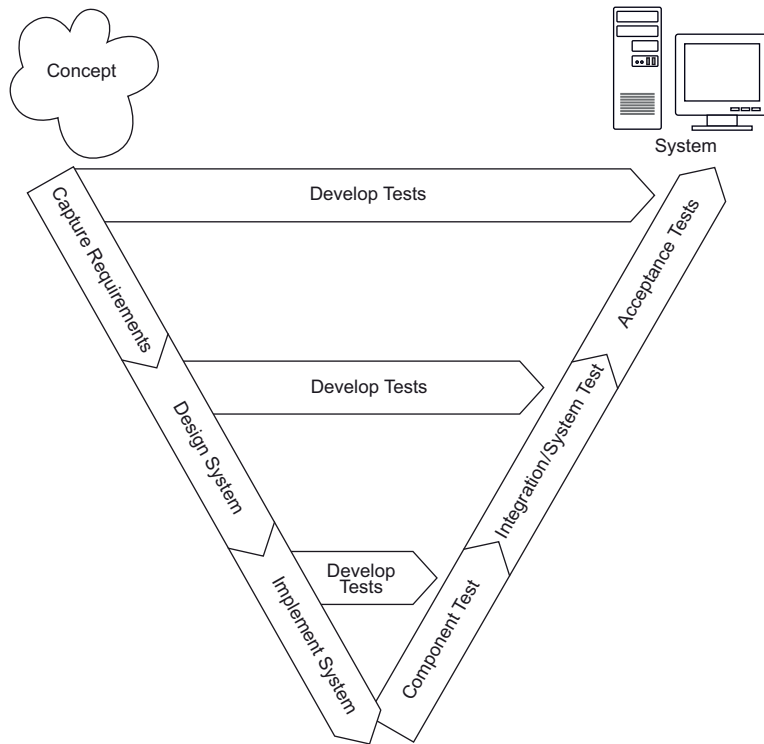 Concept
System
Develop Tests
Capture Requirements
Acceptance Tests
Develop Tests
Design System
Integration/System Test
Develop
Tests
Implement System
Component Test